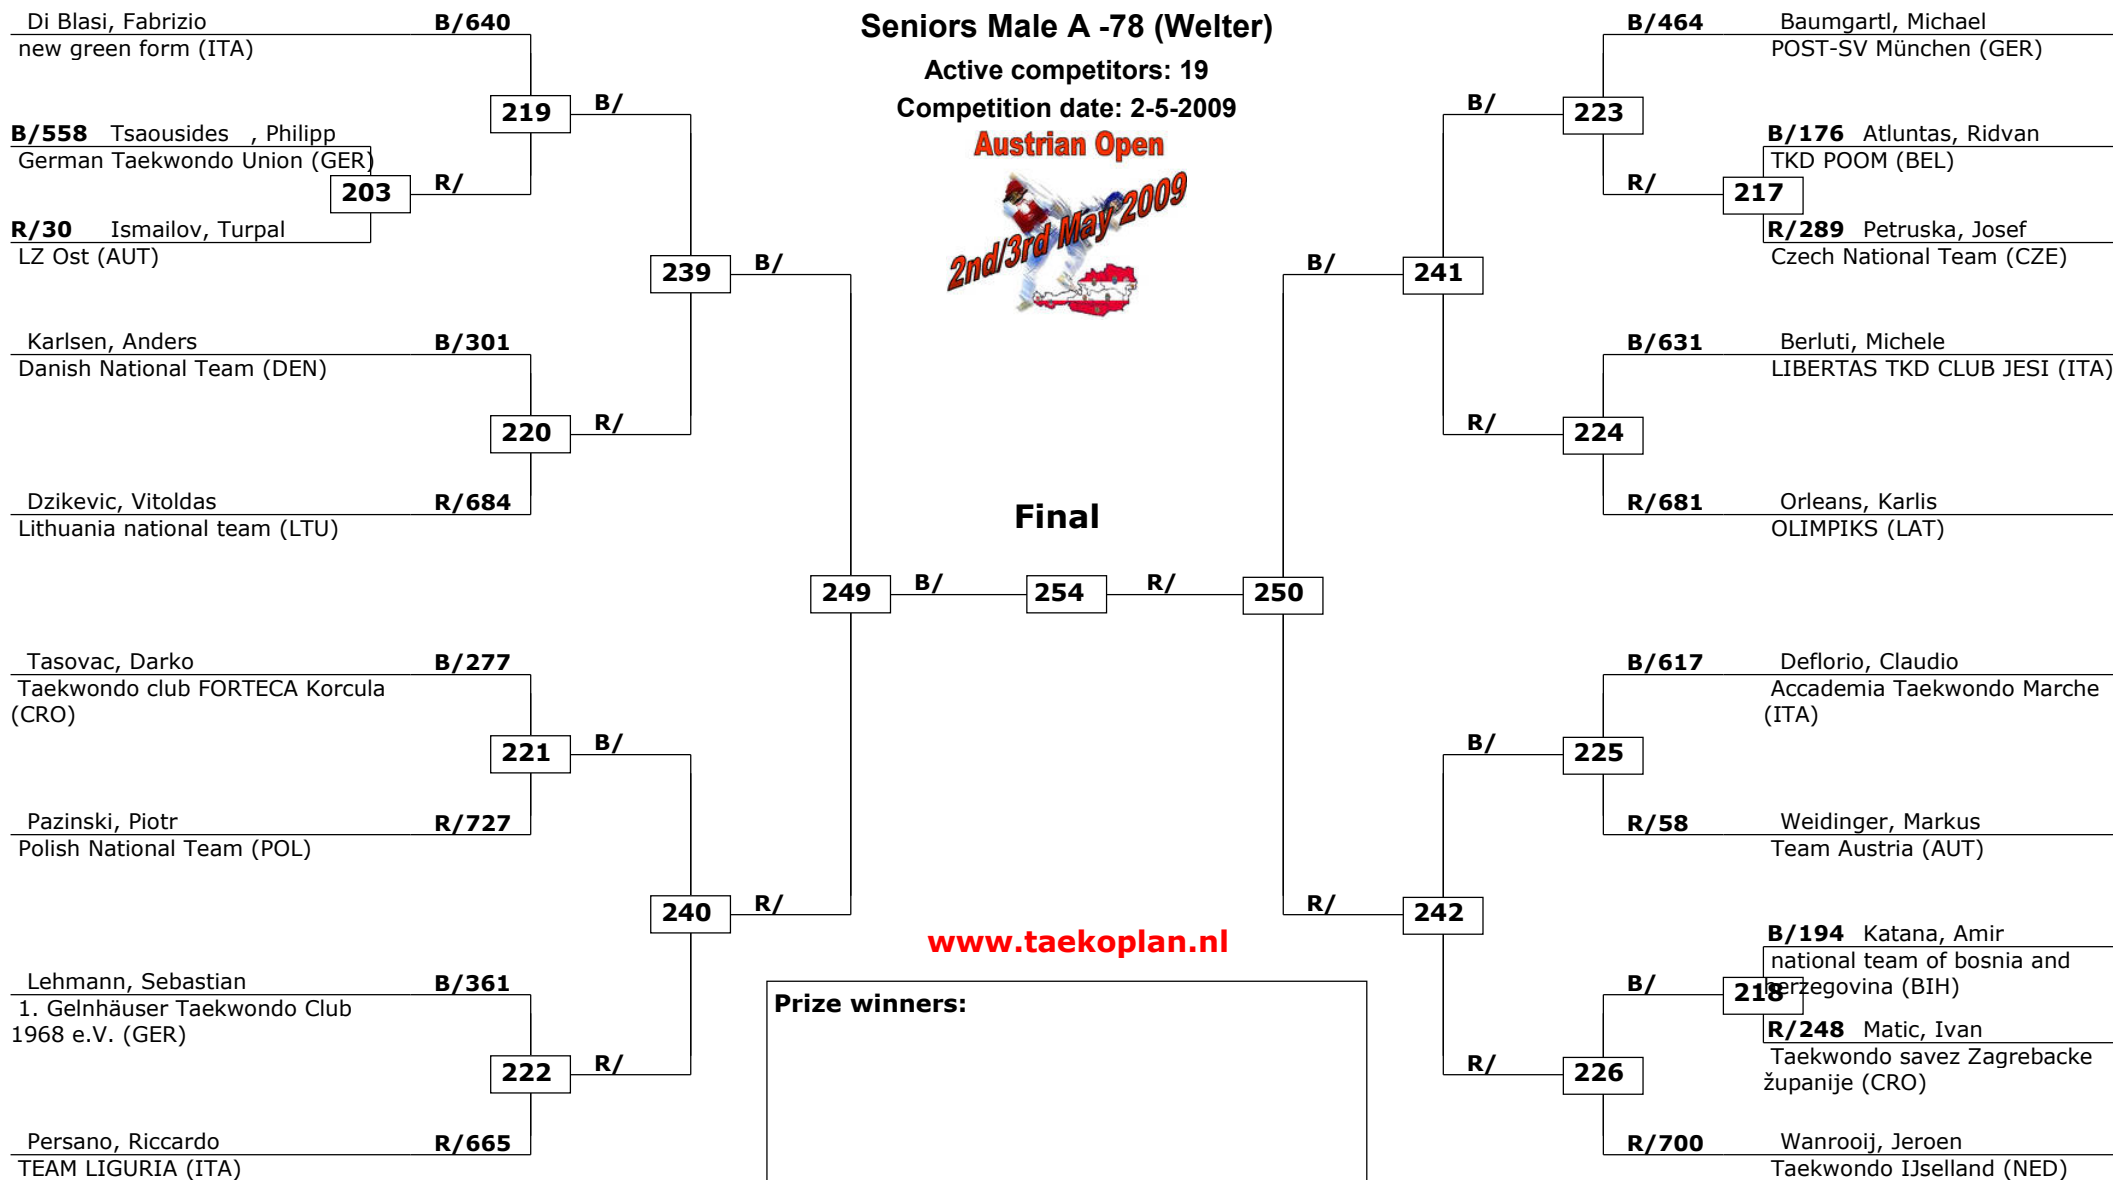 Seniors Male A -78 (Welter)
Active competitors: 19
Competition date: 2-5-2009
Austrian Open
2nd/3rd May 2009
Di Blasi, Fabrizio B/640
new green form (ITA)
219 B/
B/558 Tsaousides , Philipp
German Taekwondo Union (GER)
203 R/
R/30 Ismailov, Turpal
LZ Ost (AUT)
239 B/
Karlsen, Anders B/301
Danish National Team (DEN)
220 R/
Dzikevic, Vitoldas R/684
Lithuania national team (LTU)
Final
249 B/ 254 R/ 250
Tasovac, Darko B/277
Taekwondo club FORTECA Korcula
(CRO)
221 B/
Pazinski, Piotr R/727
Polish National Team (POL)
240 R/
Lehmann, Sebastian B/361
1. Gelnhäuser Taekwondo Club
1968 e.V. (GER)
222 R/
Persano, Riccardo R/665
TEAM LIGURIA (ITA)
B/464 Baumgartl, Michael
POST-SV München (GER)
B/ 223
B/176 Atluntas, Ridvan
TKD POOM (BEL)
R/ 217
R/289 Petruska, Josef
Czech National Team (CZE)
B/ 241
B/631 Berluti, Michele
LIBERTAS TKD CLUB JESI (ITA)
R/ 224
R/681 Orleans, Karlis
OLIMPIKS (LAT)
B/617 Deflorio, Claudio
Accademia Taekwondo Marche
(ITA)
B/ 225
R/58 Weidinger, Markus
Team Austria (AUT)
R/ 242
B/194 Katana, Amir
national team of bosnia and
herzegovina (BIH)
B/ 218
R/248 Matic, Ivan
Taekwondo savez Zagrebacke
županije (CRO)
R/ 226
R/700 Wanrooij, Jeroen
Taekwondo IJselland (NED)
www.taekoplan.nl
Prize winners: